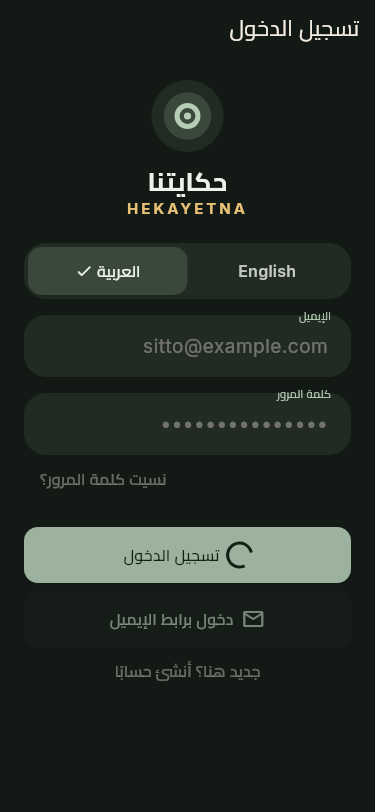 تسجيل الدخول
حكايتنا
HEKAYETNA
العربية
English
الإيميل
sitto@example.com
كلمة المرور
نسيت كلمة المرور؟
تسجيل الدخول
دخول برابط الإيميل
جديد هنا؟ أنشئ حسابًا